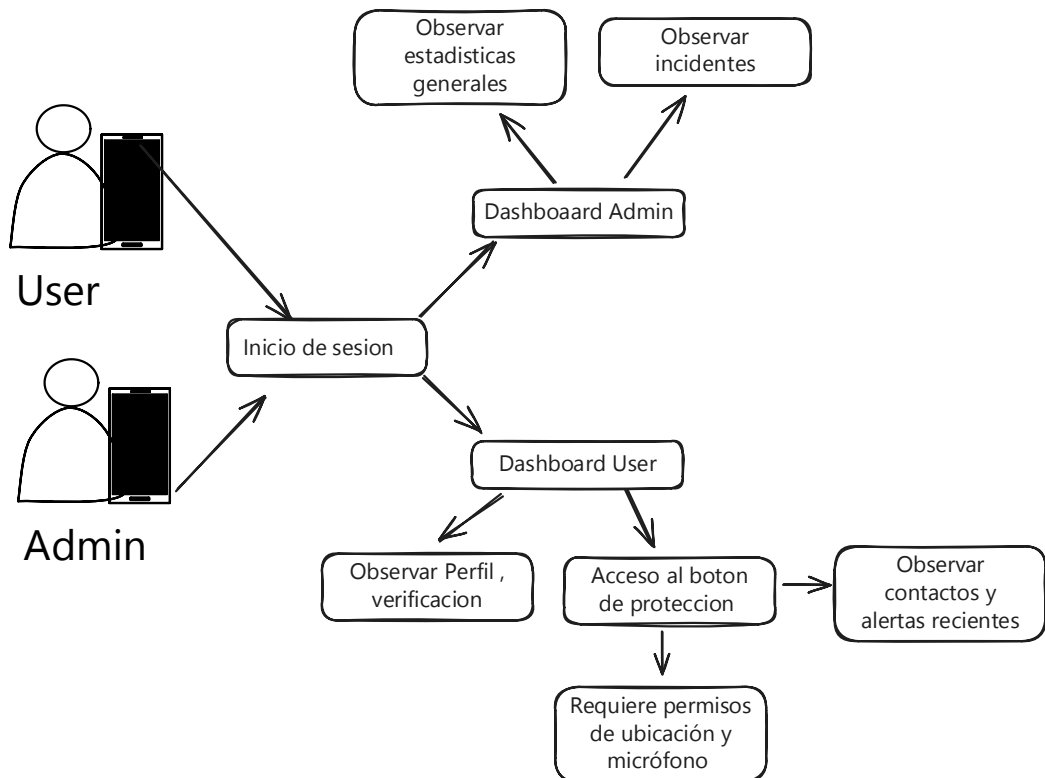 Observar
estadisticas
generales
Observar
incidentes
User
Dashboaard Admin
Inicio de sesion
Admin
Dashboard User
Observar Perfil ,
verificacion
Acceso al boton
de proteccion
Observar
contactos y
alertas recientes
Requiere permisos
de ubicación y
micrófono